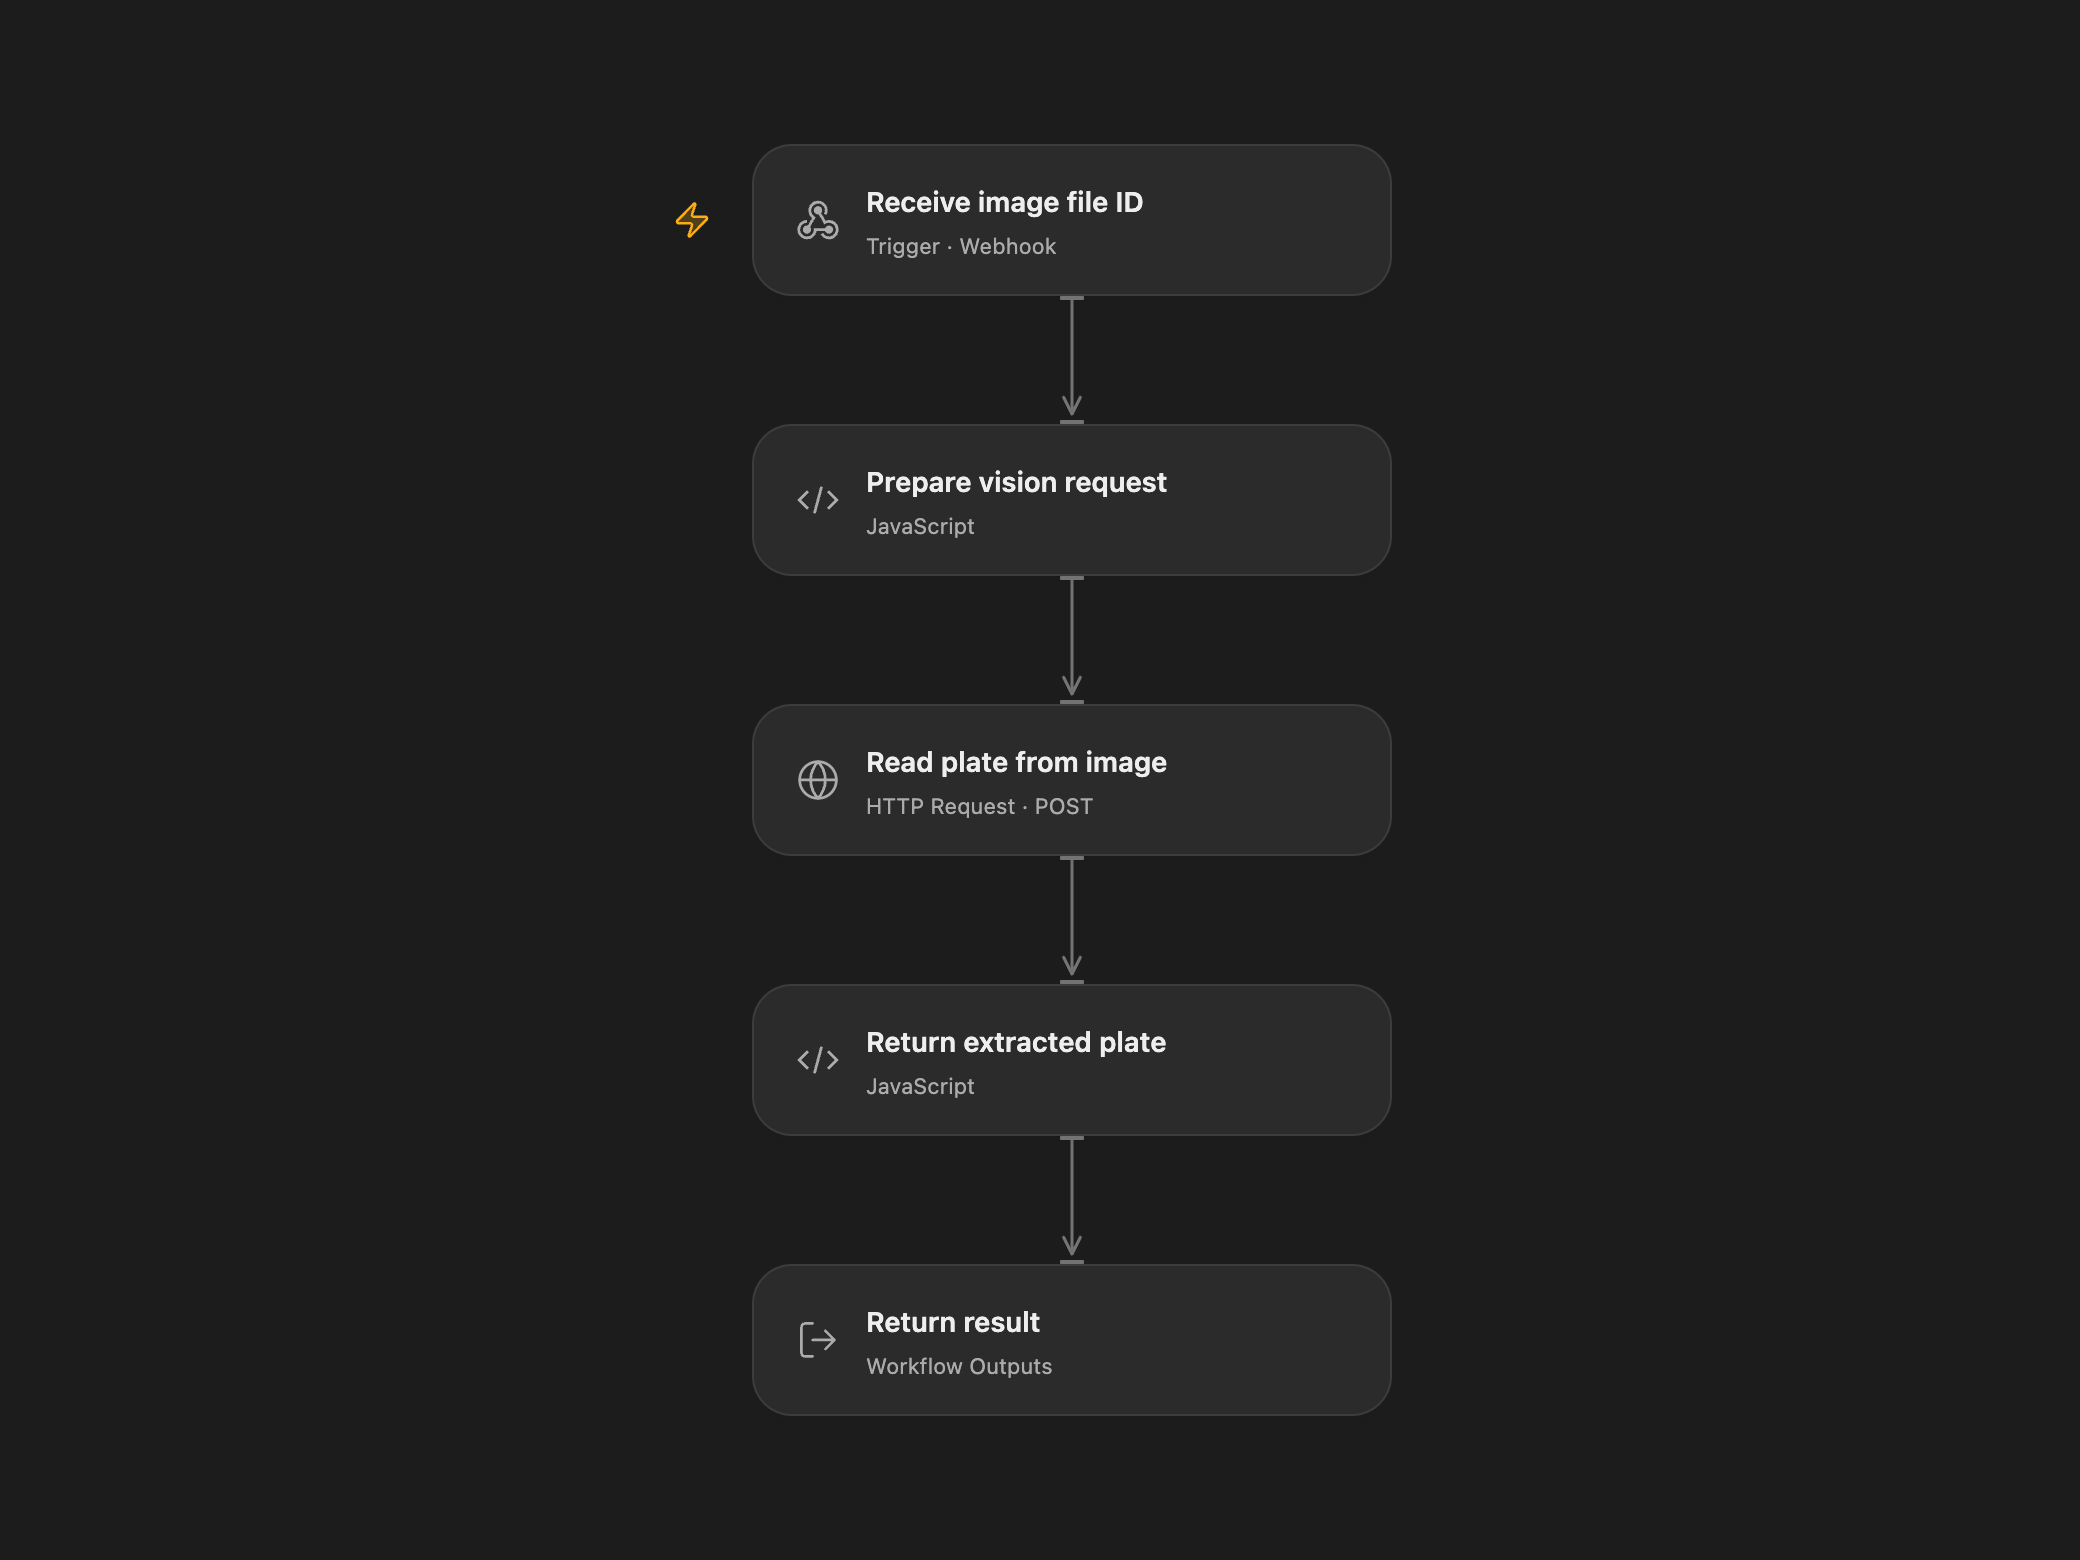 Receive image file ID
Trigger · Webhook
Prepare vision request
JavaScript
Read plate from image
HTTP Request · POST
Return extracted plate
JavaScript
Return result
Workflow Outputs